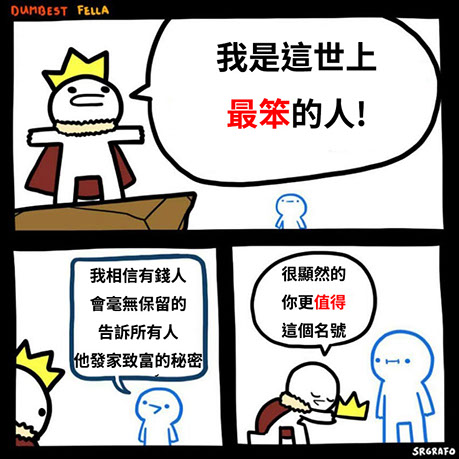 DUMBEST FELLA
我是這世上
最笨的人!
我相信有錢人
會毫無保留的
告訴所有人
他發家致富的秘密
很顯然的
你更值得
這個名號
SRGRAFO